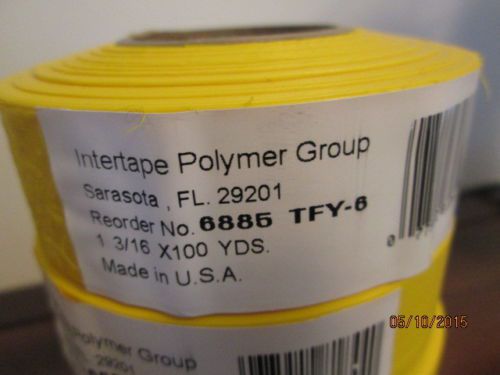 Intertape Polymer Group
Sarasota , FL. 29201
Reorder No. 6885 TFY-6
1 3/16 X100 YDS.
Made in U.S.A.
0
Polymer Group
29201
05/10/2015